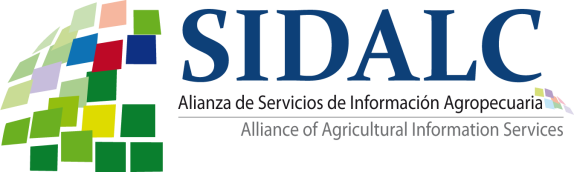 SIDALC
Alianza de Servicios de Información Agropecuaria
Alliance of Agricultural Information Services